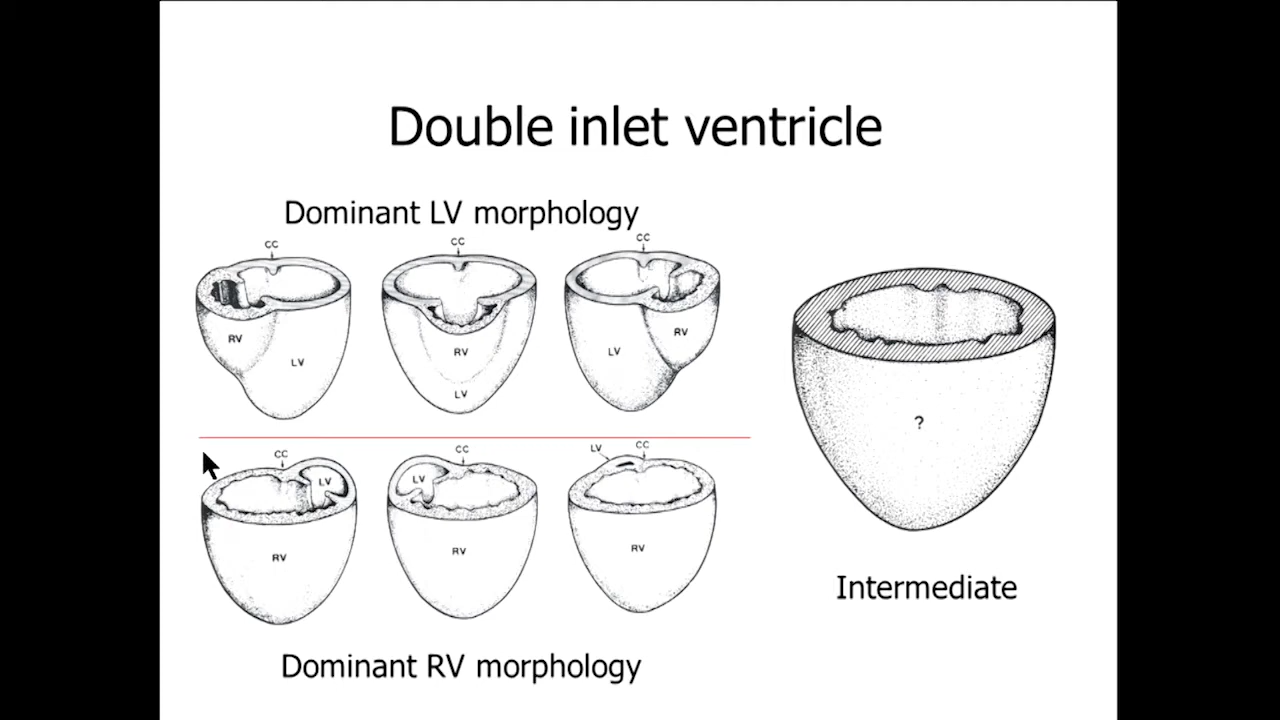 Double inlet ventricle
Dominant LV morphology
CC
CC
CC
RV
LV
RV
LV
LV
RV
CC
LV
RV
CC
LV
RV
LV
CC
RV
?
Intermediate
Dominant RV morphology